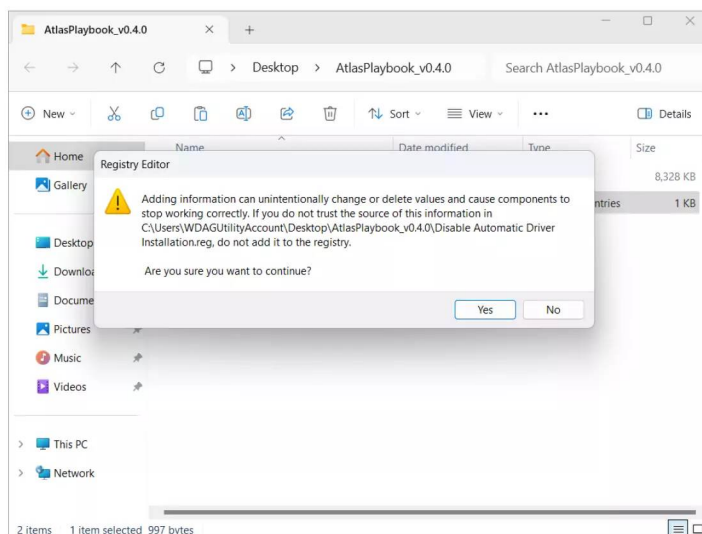 AtlasPlaybook_v0.4.0
Desktop > AtlasPlaybook_v0.4.0
Search AtlasPlaybook_v0.4.0
New
Sort
View
Details
Name
Date modified
Type
Size
Home
Gallery
8,328 KB
ntries
1 KB
Registry Editor
Adding information can unintentionally change or delete values and cause components to
stop working correctly. If you do not trust the source of this information in
C:\Users\WDAGUtilityAccount\Desktop\AtlasPlaybook_v0.4.0\Disable Automatic Driver
Installation.reg, do not add it to the registry.
Are you sure you want to continue?
Yes
No
Desktop
Downloa
Docume
Pictures
Music
Videos
This PC
Network
2 items 1 item selected 997 bytes